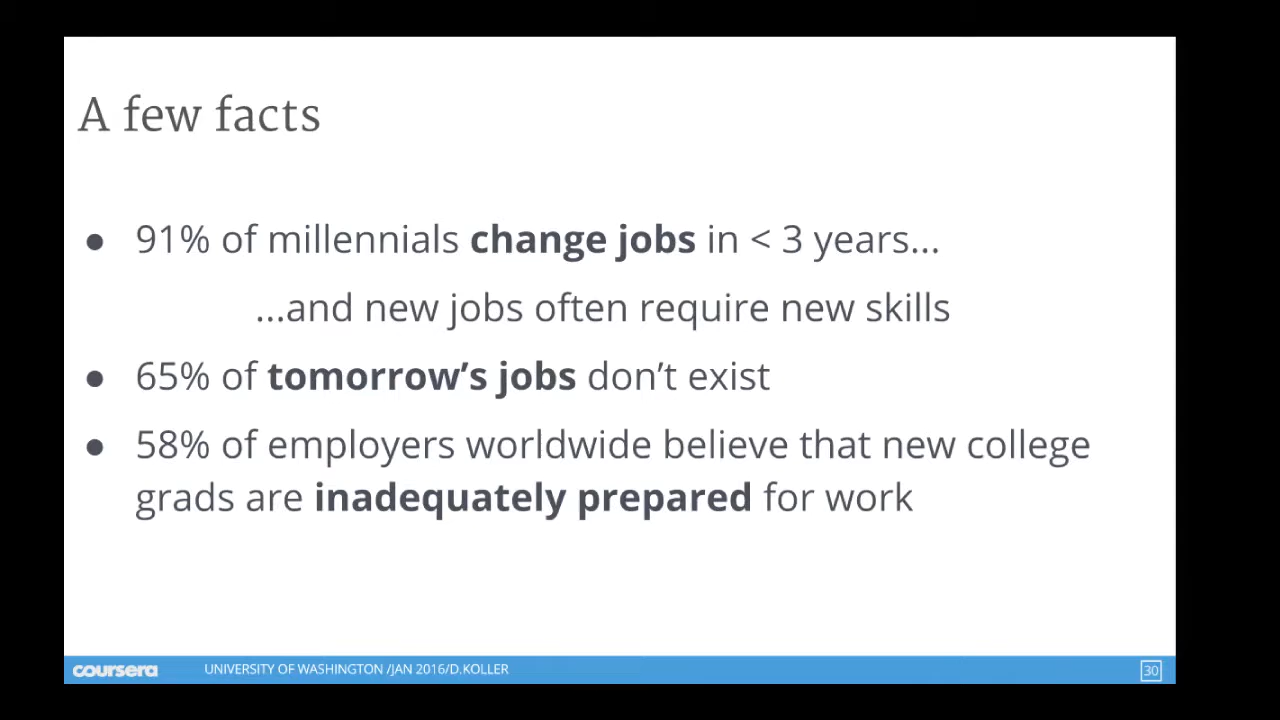 A few facts
● 91% of millennials change jobs in < 3 years...
...and new jobs often require new skills
● 65% of tomorrow’s jobs don’t exist
● 58% of employers worldwide believe that new college
grads are inadequately prepared for work
coursera UNIVERSITY OF WASHINGTON /JAN 2016/D.KOLLER 30